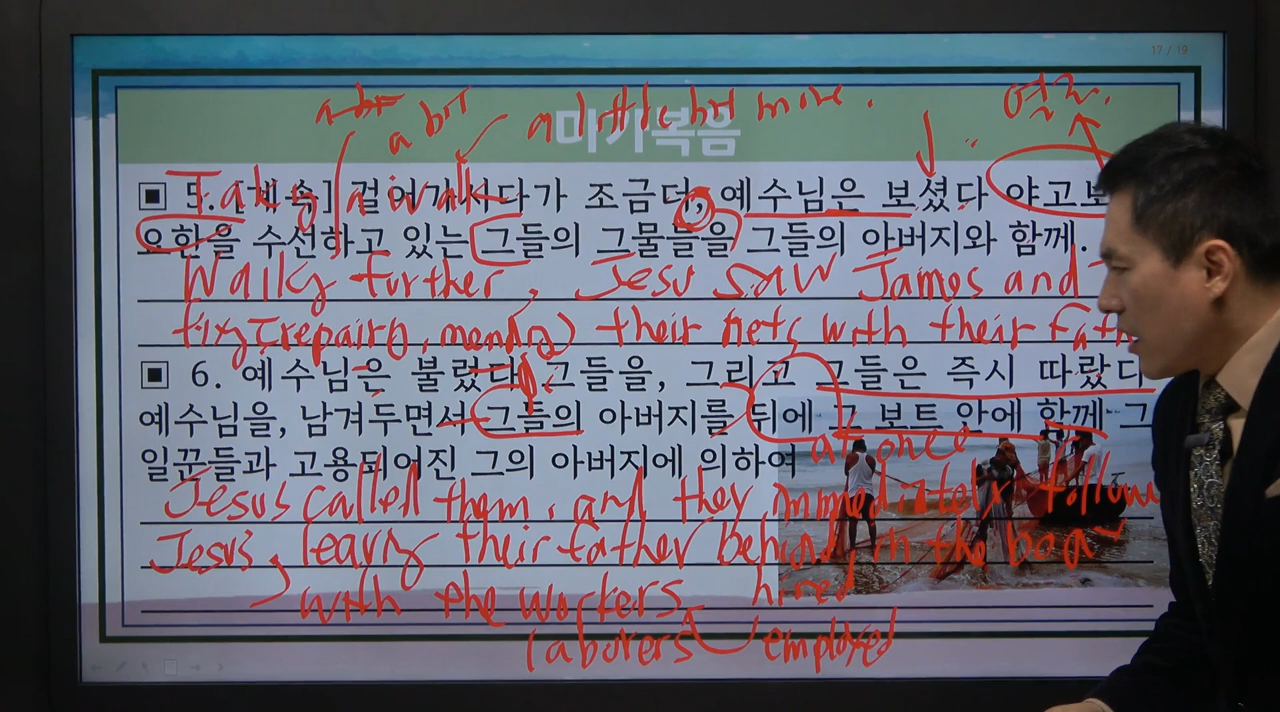 17 / 19
a bit
a little bit more.
마가복음
■ 5. [계속] 걸어가시다가 조금더, 예수님은 보셨다 야고보
Taking a walk
요한을 수선하고 있는 그들의 그물들을 그들의 아버지와 함께.
Walking further, Jesus saw James and
fixing (repairing, mending) their nets with their fath
■ 6. 예수님은 불렀다 그들을, 그리고 그들은 즉시 따랐다
예수님을, 남겨두면서 그들의 아버지를 뒤에 그 보트 안에 함께 그
at once
일꾼들과 고용되어진 그의 아버지에 의하여
Jesus called them, and they immediately follow
Jesus, leaving their father behind in the boat
with the workers hired
laborers employed